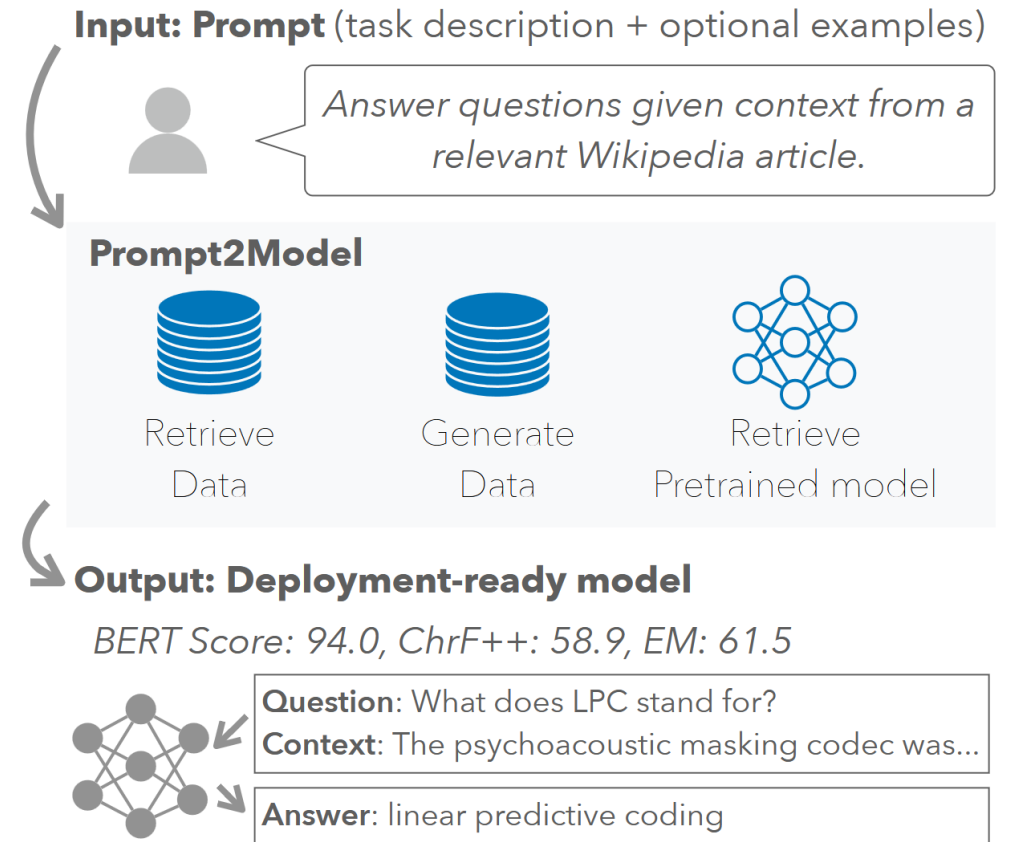 Input: Prompt (task description + optional examples)
Answer questions given context from a
relevant Wikipedia article.
Prompt2Model
Retrieve
Data
Generate
Data
Retrieve
Pretrained model
Output: Deployment-ready model
BERT Score: 94.0, ChrF++: 58.9, EM: 61.5
Question: What does LPC stand for?
Context: The psychoacoustic masking codec was...
Answer: linear predictive coding